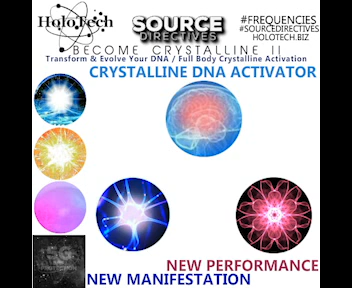 HoloTech
SOURCE
DIRECTIVES
#FREQUENCIES
#SOURCEDIRECTIVES
HOLOTECH.BIZ
BECOME CRYSTALLINE II
Transform & Evolve Your DNA / Full Body Crystalline Activation
CRYSTALLINE DNA ACTIVATOR
5G
NEW PERFORMANCE
NEW MANIFESTATION